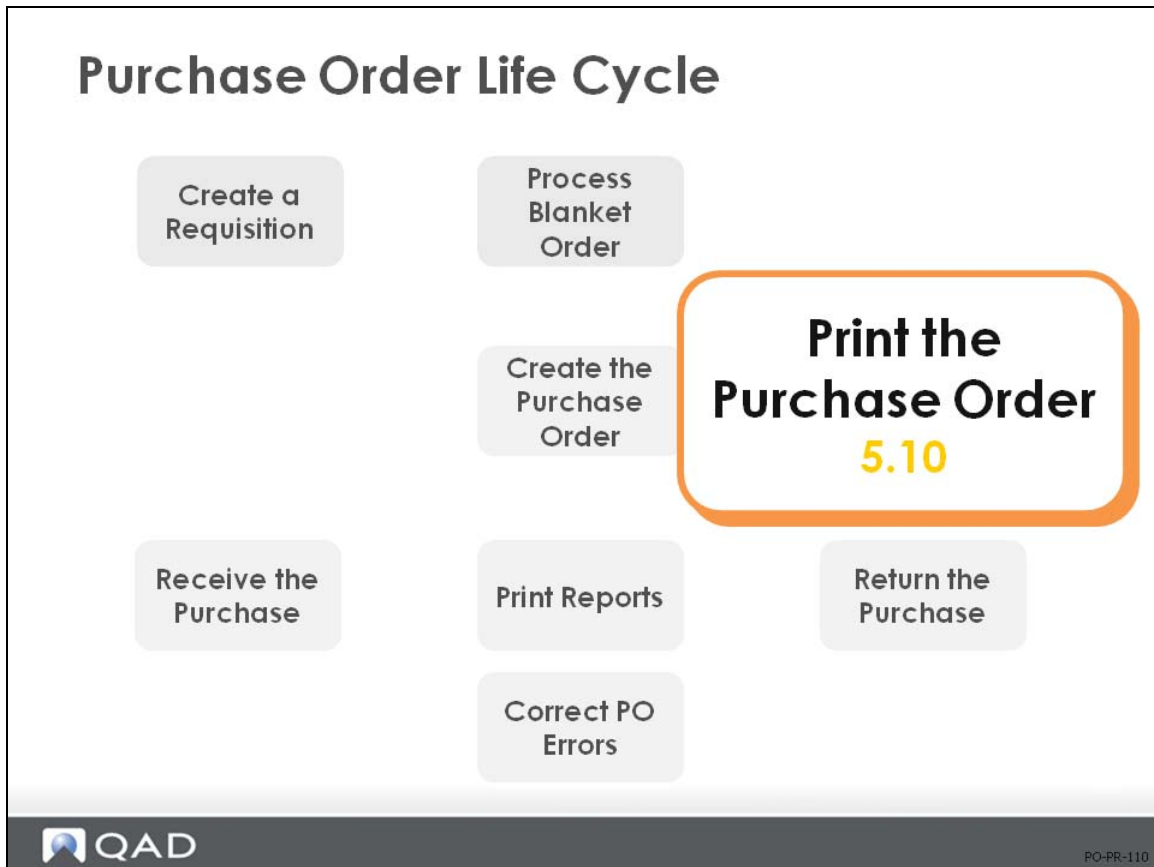 Purchase Order Life Cycle
Create a
Requisition
Process
Blanket
Order
Create the
Purchase
Order
Print the
Purchase Order
5.10
Receive the
Purchase
Print Reports
Return the
Purchase
Correct PO
Errors
QAD
PO-PR-110